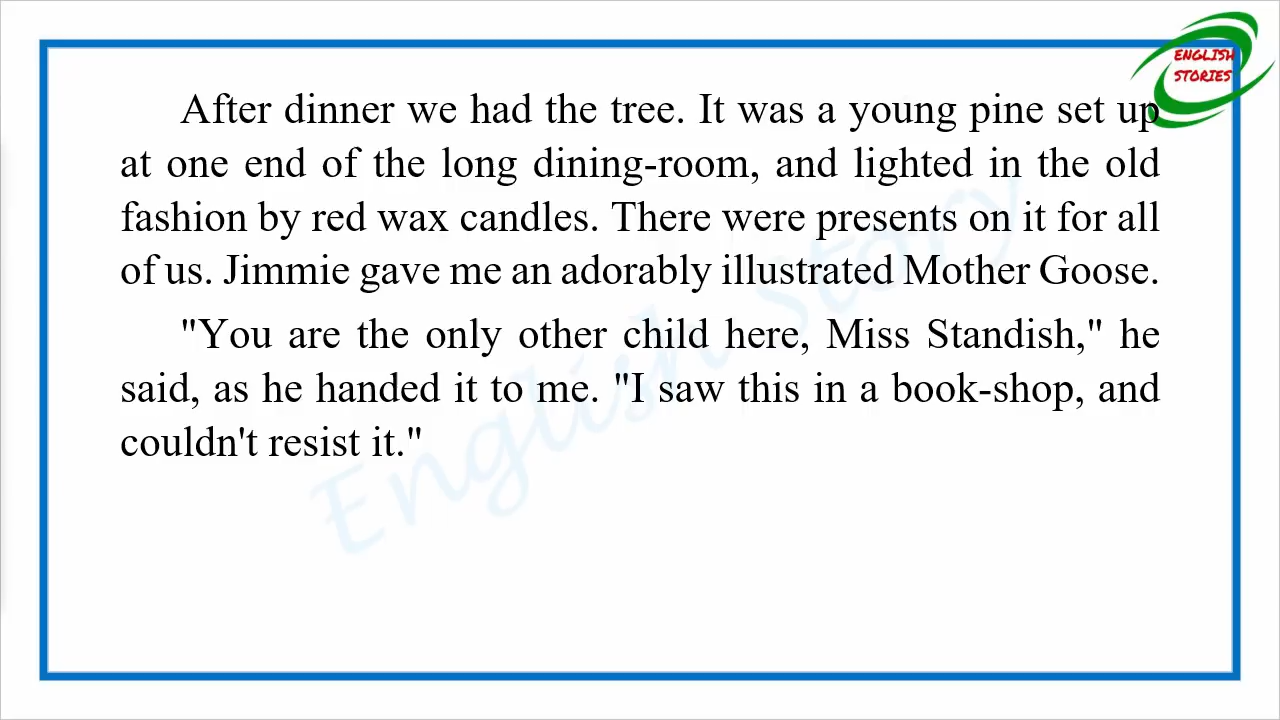 ENGLISH
STORIES
After dinner we had the tree. It was a young pine set up
at one end of the long dining-room, and lighted in the old
fashion by red wax candles. There were presents on it for all
of us. Jimmie gave me an adorably illustrated Mother Goose.
"You are the only other child here, Miss Standish," he
said, as he handed it to me. "I saw this in a book-shop, and
couldn't resist it."
English Story